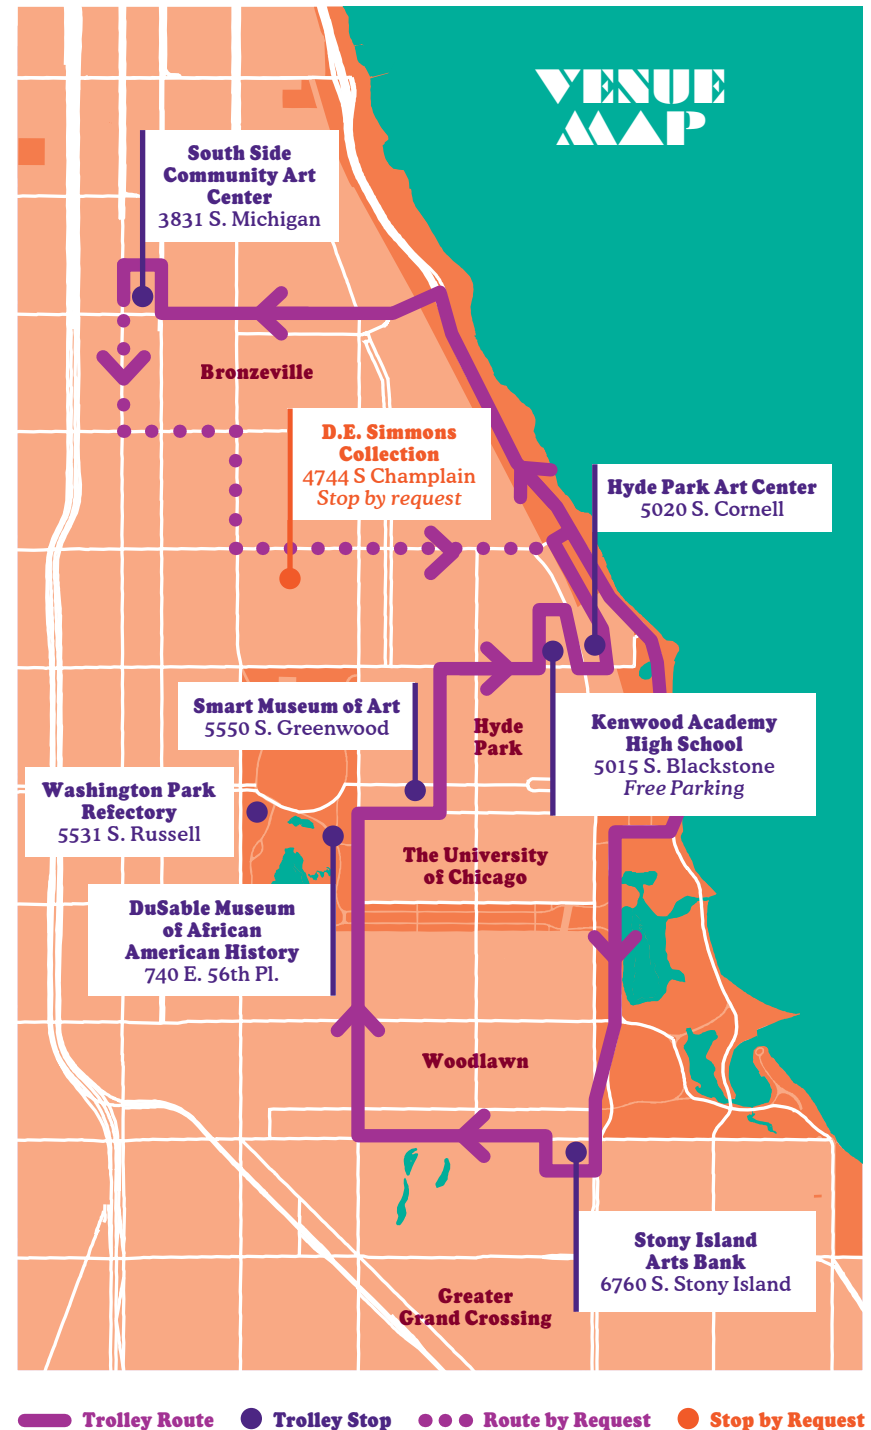 VENUE
MAP
South Side
Community Art
Center
3831 S. Michigan
Bronzeville
D.E. Simmons
Collection
4744 S Champlain
Stop by request
Hyde Park Art Center
5020 S. Cornell
Smart Museum of Art
5550 S. Greenwood
Hyde
Park
Kenwood Academy
High School
5015 S. Blackstone
Free Parking
Washington Park
Refectory
5531 S. Russell
The University
of Chicago
DuSable Museum
of African
American History
740 E. 56th Pl.
Woodlawn
Stony Island
Arts Bank
6760 S. Stony Island
Greater
Grand Crossing
Trolley Route
Trolley Stop
Route by Request
Stop by Request